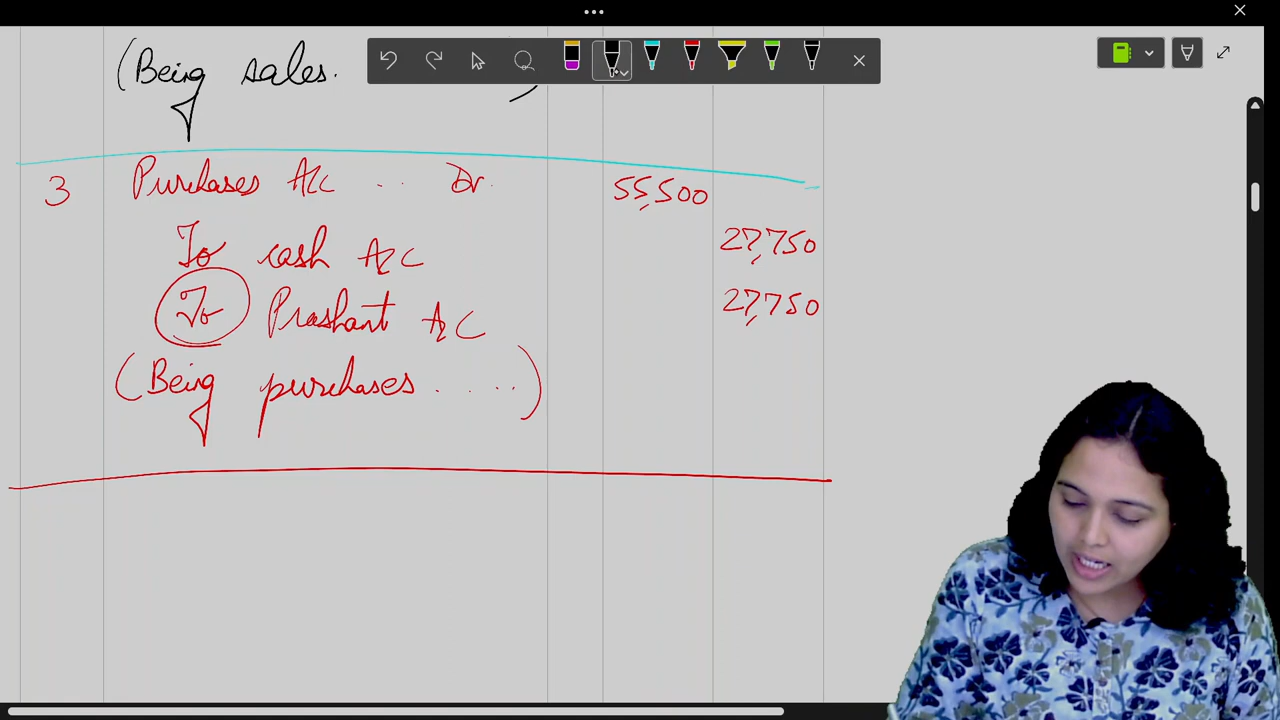 (Being sales. )
3 Purchases A/C .. Dr. 55,500
To cash A/C 27,750
To Prashant A/C 27,750
(Being purchases .....)